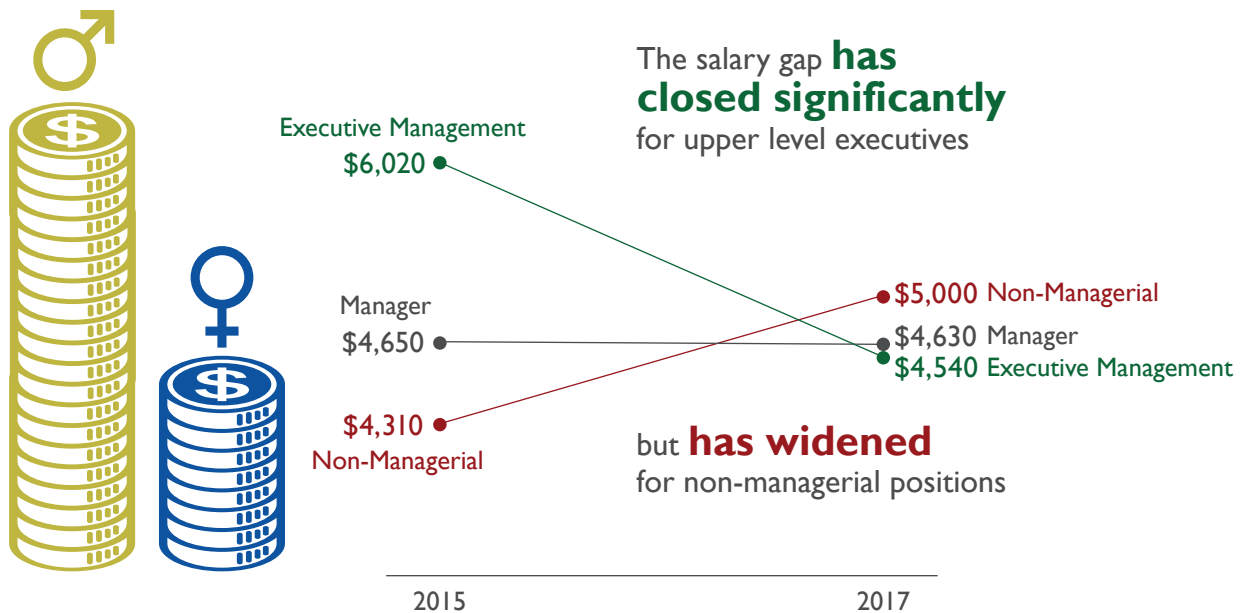 The salary gap has
closed significantly
for upper level executives
Executive Management
$6,020
Manager
$4,650
$4,310
Non-Managerial
$5,000 Non-Managerial
$4,630 Manager
$4,540 Executive Management
but has widened
for non-managerial positions
2015
2017
$
$